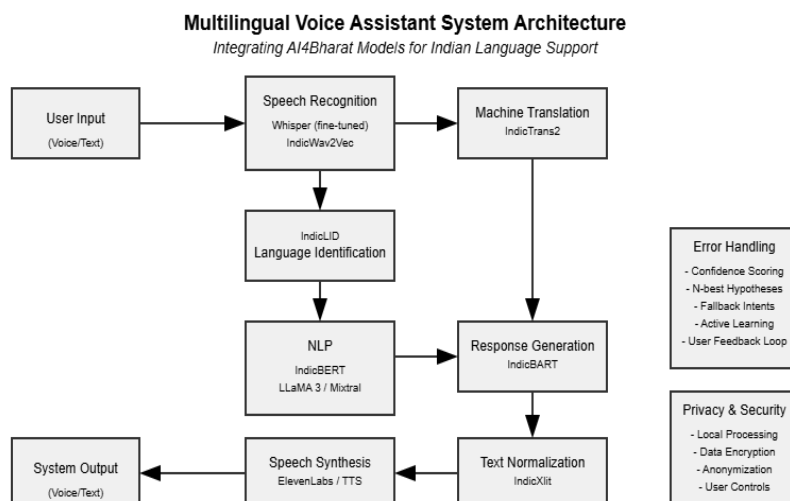 Multilingual Voice Assistant System Architecture
Integrating AI4Bharat Models for Indian Language Support
User Input
(Voice/Text)
Speech Recognition
Whisper (fine-tuned)
IndicWav2Vec
Machine Translation
IndicTrans2
IndicLID
Language Identification
NLP
IndicBERT
LLaMA 3 / Mixtral
Response Generation
IndicBART
Error Handling
- Confidence Scoring
- N-best Hypotheses
- Fallback Intents
- Active Learning
- User Feedback Loop
System Output
(Voice/Text)
Speech Synthesis
ElevenLabs / TTS
Text Normalization
IndicXlit
Privacy & Security
- Local Processing
- Data Encryption
- Anonymization
- User Controls